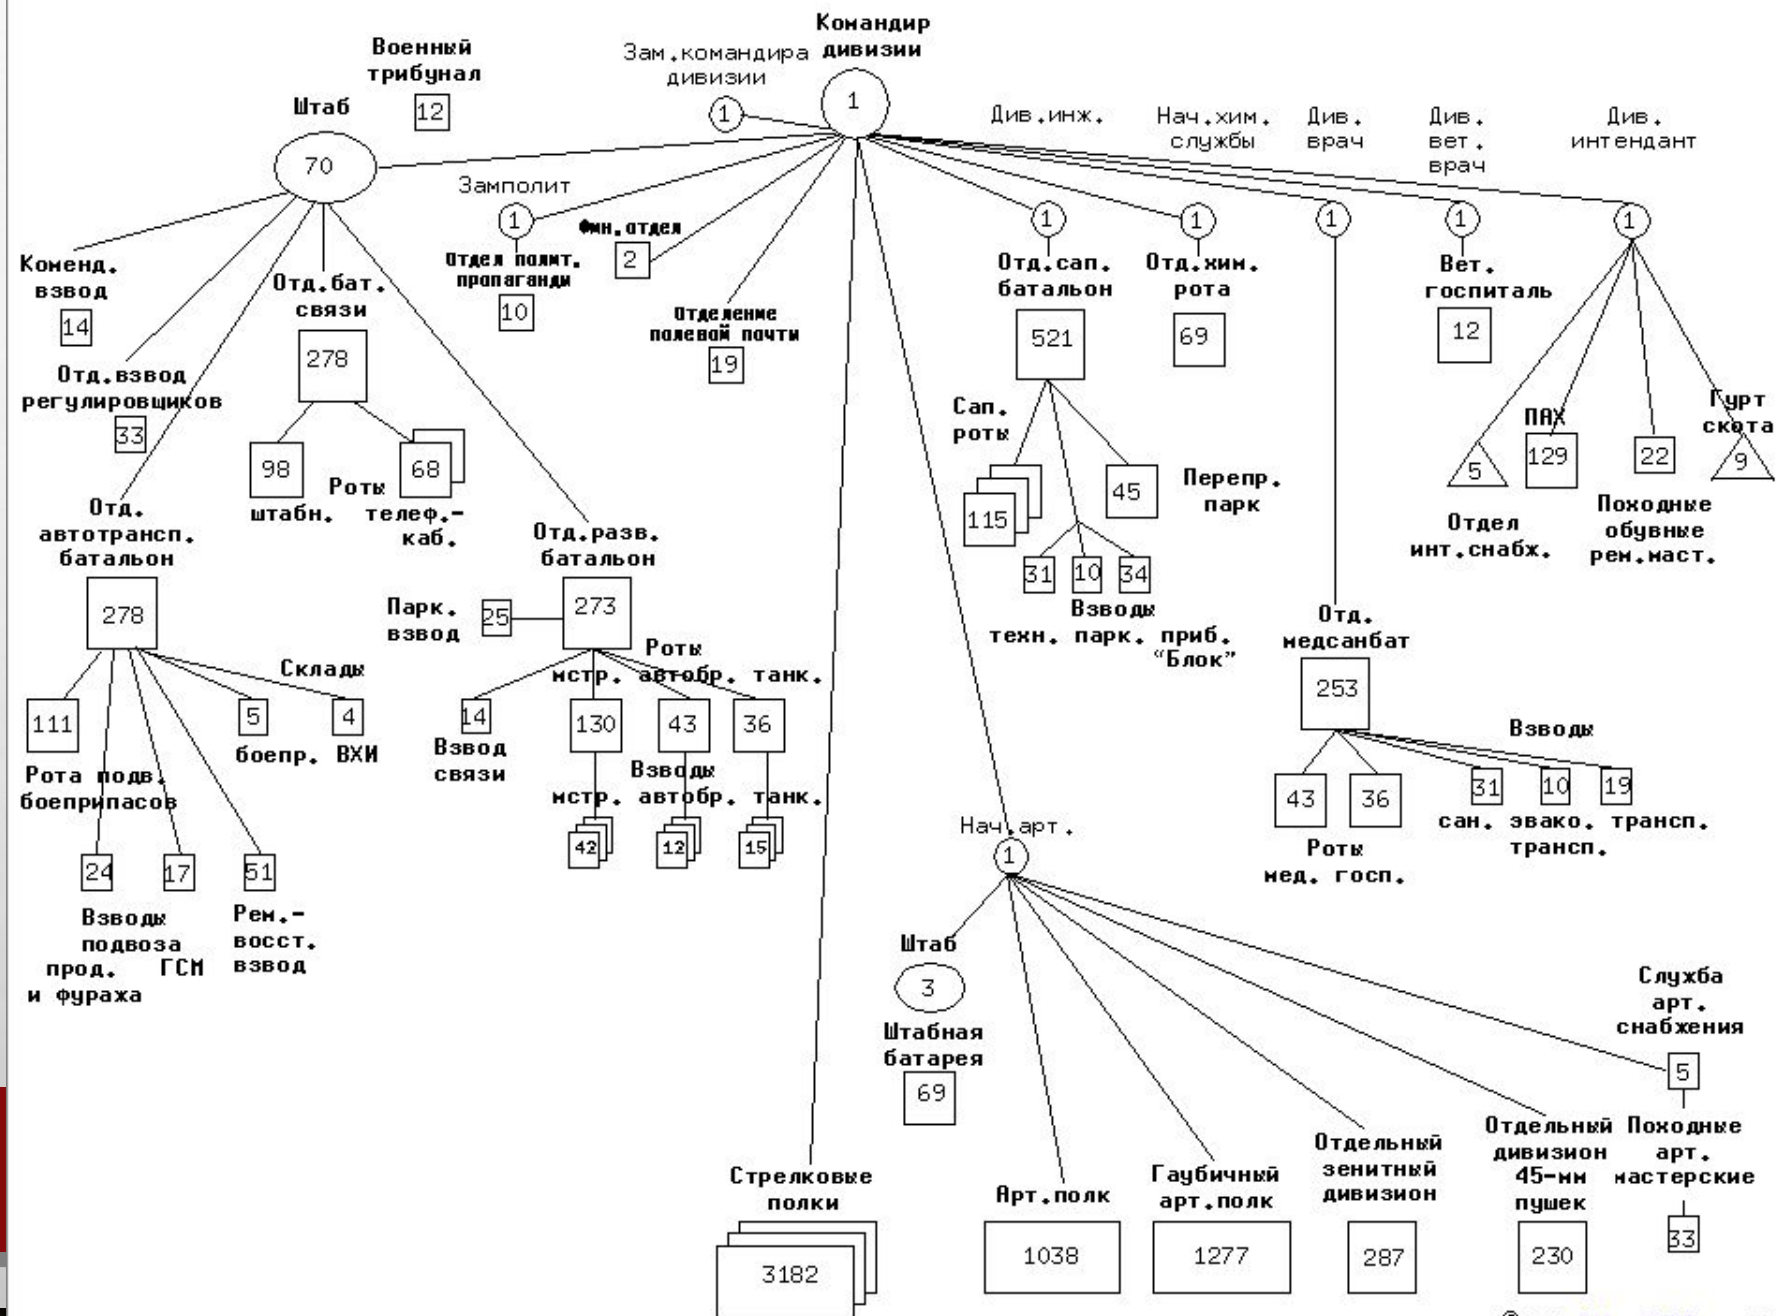 Командир
дивизии
1
Зам.командира
дивизии
1
Военный
трибунал
12
Штаб
70
Див.инж.
1
Нач.хим.
службы
1
Див.
врач
1
Див.
вет.
врач
1
Див.
интендант
1
Замполит
1
Отдел полит.
пропаганды
10
Фин.отдел
2
Отделение
полевой почты
19
Коменд.
взвод
14
Отд.взвод
регулировщиков
33
Отд.бат.
связи
278
98
68
Роты
штабн. телеф.-
каб.
Отд.сап.
батальон
521
Сап.
роты
115
45
Перепр.
парк
31 10 34
Взводы
техн. парк. приб.
“Блок”
Отд.хим.
рота
69
Вет.
госпиталь
12
5
Отдел
инт.снабж.
ПАХ
129
22
Походные
обувные
рем.маст.
Гурт
скота
9
Отд.
автотрансп.
батальон
278
Склады
111
5
4
боепр. ВХИ
Рота подв.
боеприпасов
24 17 51
Взводы
подвоза
прод. ГСМ
и фуража
Рем.-
восст.
взвод
Отд.разв.
батальон
273
Парк.
взвод
25
Роты
мстр. автобр. танк.
14
130 43 36
Взвод
связи
Взводы
мстр. автобр. танк.
42 12 15
Отд.
медсанбат
253
Взводы
43 36
31 10 19
сан. эвако. трансп.
трансп.
Роты
мед. госп.
Нач.арт.
1
Штаб
3
Штабная
батарея
69
Служба
арт.
снабжения
5
Походные
арт.
мастерские
33
Стрелковые
полки
3182
Арт.полк
1038
Гаубичный
арт.полк
1277
Отдельный
зенитный
дивизион
287
Отдельный
дивизион
45-мм
пушек
230